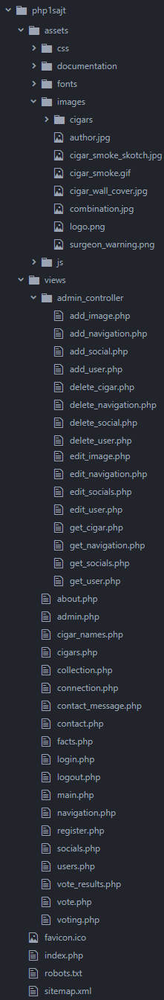 php1sajt
assets
css
documentation
fonts
images
cigars
author.jpg
cigar_smoke_skotch.jpg
cigar_smoke.gif
cigar_wall_cover.jpg
combination.jpg
logo.png
surgeon_warning.png
js
views
admin_controller
add_image.php
add_navigation.php
add_social.php
add_user.php
delete_cigar.php
delete_navigation.php
delete_social.php
delete_user.php
edit_image.php
edit_navigation.php
edit_socials.php
edit_user.php
get_cigar.php
get_navigation.php
get_socials.php
get_user.php
about.php
admin.php
cigar_names.php
cigars.php
collection.php
connection.php
contact_message.php
contact.php
facts.php
login.php
logout.php
main.php
navigation.php
register.php
socials.php
users.php
vote_results.php
vote.php
voting.php
favicon.ico
index.php
robots.txt
sitemap.xml